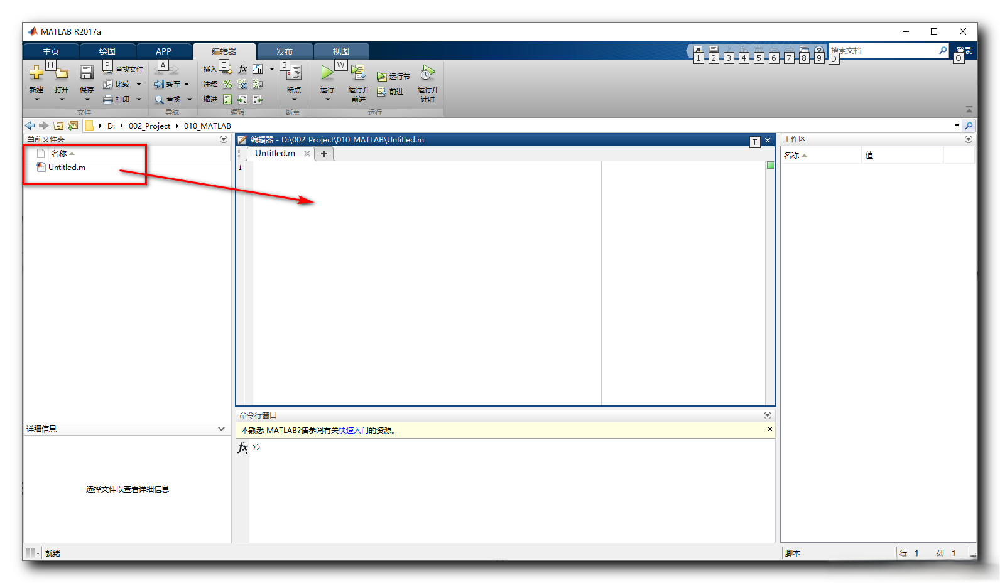 MATLAB R2017a
主页 绘图 APP 编辑器 发布 视图 搜索文档 登录
H P A E B W 1 2 3 4 5 6 7 8 9 D O
新建 打开 保存 查找文件 比较 打印
转至 查找
插入 fx fi 注释 % 缩进
断点
运行 运行并前进 运行节 前进 运行并计时
文件 导航 编辑 断点 运行
D: 002_Project 010_MATLAB
当前文件夹
名称
Untitled.m
编辑器 - D:\002_Project\010_MATLAB\Untitled.m T
Untitled.m
1
工作区
名称 值
命令行窗口
不熟悉 MATLAB?请参阅有关快速入门的资源。
fx >>
详细信息
选择文件以查看详细信息
就绪
脚本 行 1 列 1